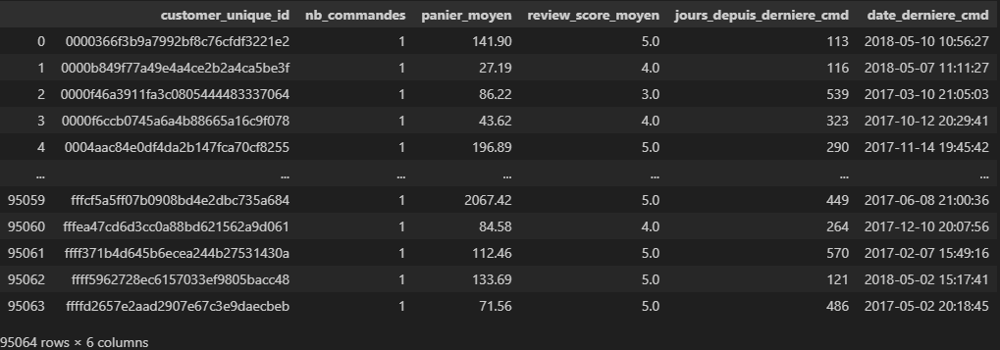 customer_unique_id nb_commandes panier_moyen review_score_moyen jours_depuis_derniere_cmd date_derniere_cmd
0 0000366f3b9a7992bf8c76cfdf3221e2 1 141.90 5.0 113 2018-05-10 10:56:27
1 0000b849f77a49e4a4ce2b2a4ca5be3f 1 27.19 4.0 116 2018-05-07 11:11:27
2 0000f46a3911fa3c0805444483337064 1 86.22 3.0 539 2017-03-10 21:05:03
3 0000f6ccb0745a6a4b88665a16c9f078 1 43.62 4.0 323 2017-10-12 20:29:41
4 0004aac84e0df4da2b147fca70cf8255 1 196.89 5.0 290 2017-11-14 19:45:42
... ... ... ... ... ... ...
95059 fffcf5a5ff07b0908bd4e2dbc735a684 1 2067.42 5.0 449 2017-06-08 21:00:36
95060 fffea47cd6d3cc0a88bd621562a9d061 1 84.58 4.0 264 2017-12-10 20:07:56
95061 ffff371b4d645b6ecea244b27531430a 1 112.46 5.0 570 2017-02-07 15:49:16
95062 ffff5962728ec6157033ef9805bacc48 1 133.69 5.0 121 2018-05-02 15:17:41
95063 ffffd2657e2aad2907e67c3e9daecbeb 1 71.56 5.0 486 2017-05-02 20:18:45
95064 rows × 6 columns